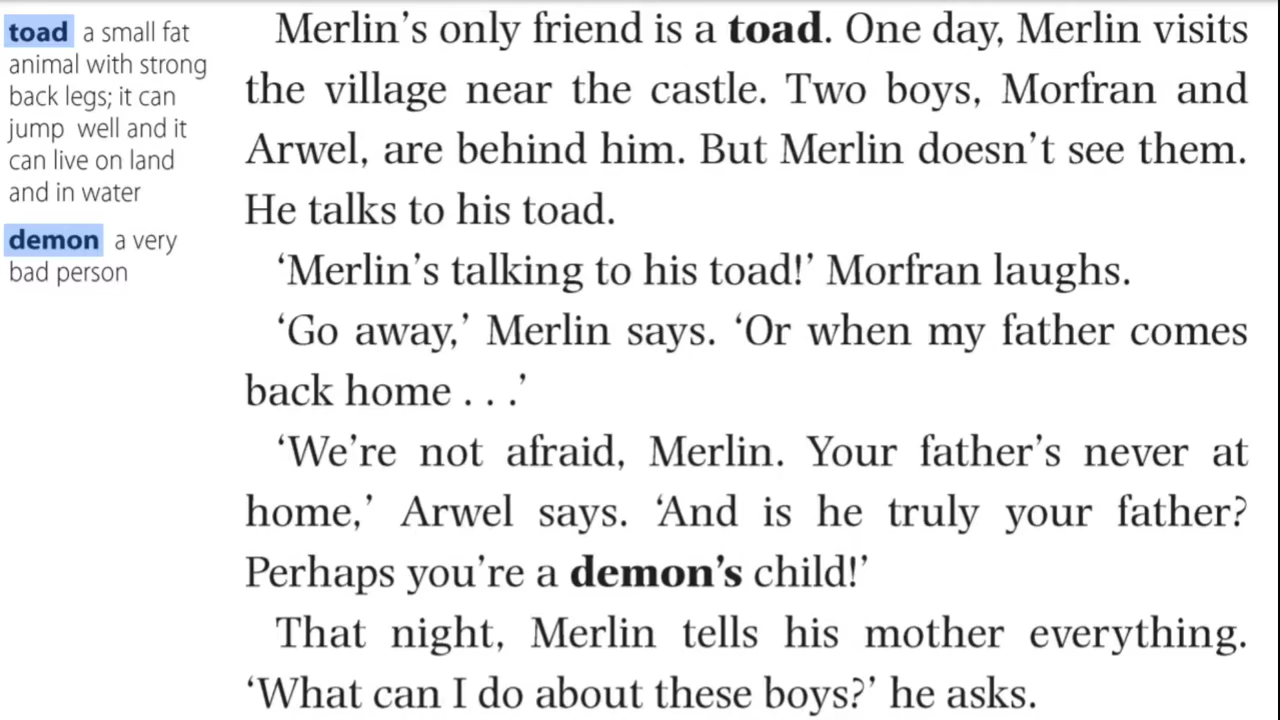 toad a small fat
animal with strong
back legs; it can
jump well and it
can live on land
and in water
demon a very
bad person
Merlin’s only friend is a toad. One day, Merlin visits
the village near the castle. Two boys, Morfran and
Arwel, are behind him. But Merlin doesn’t see them.
He talks to his toad.
‘Merlin’s talking to his toad!’ Morfran laughs.
‘Go away,’ Merlin says. ‘Or when my father comes
back home . . .’
‘We’re not afraid, Merlin. Your father’s never at
home,’ Arwel says. ‘And is he truly your father?
Perhaps you’re a demon’s child!’
That night, Merlin tells his mother everything.
‘What can I do about these boys?’ he asks.